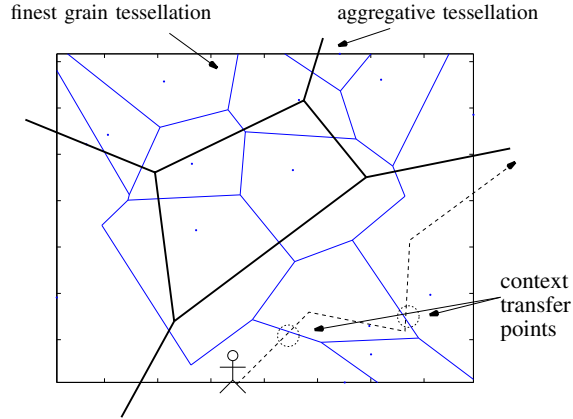 finest grain tessellation
aggregative tessellation
context
transfer
points